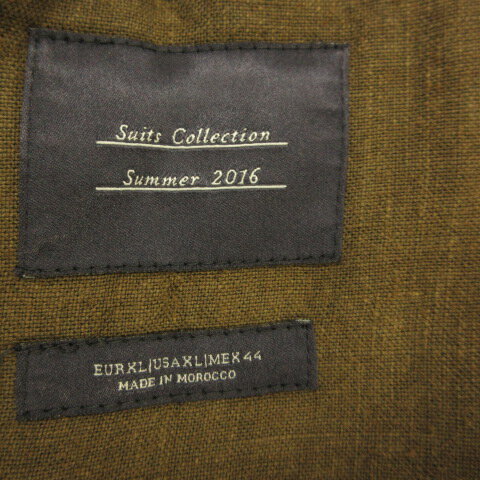 Suits Collection
Summer 2016
EUR XL|USA XL|MEX 44
MADE IN MOROCCO